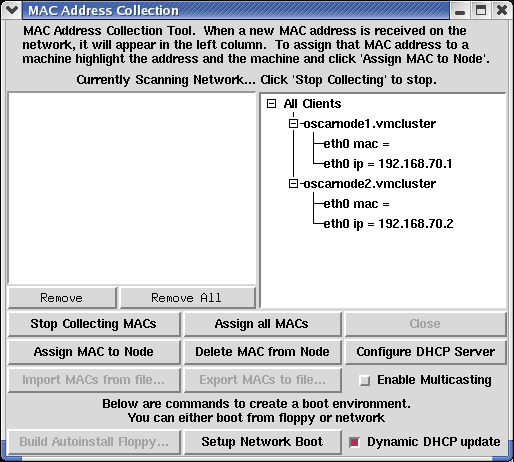 MAC Address Collection
MAC Address Collection Tool. When a new MAC address is received on the
network, it will appear in the left column. To assign that MAC address to a
machine highlight the address and the machine and click 'Assign MAC to Node'.
Currently Scanning Network... Click 'Stop Collecting' to stop.
All Clients
oscarnode1.vmcluster
eth0 mac =
eth0 ip = 192.168.70.1
oscarnode2.vmcluster
eth0 mac =
eth0 ip = 192.168.70.2
Remove
Remove All
Stop Collecting MACs
Assign all MACs
Close
Assign MAC to Node
Delete MAC from Node
Configure DHCP Server
Import MACs from file...
Export MACs to file...
Enable Multicasting
Below are commands to create a boot environment.
You can either boot from floppy or network
Build Autoinstall Floppy...
Setup Network Boot
Dynamic DHCP update